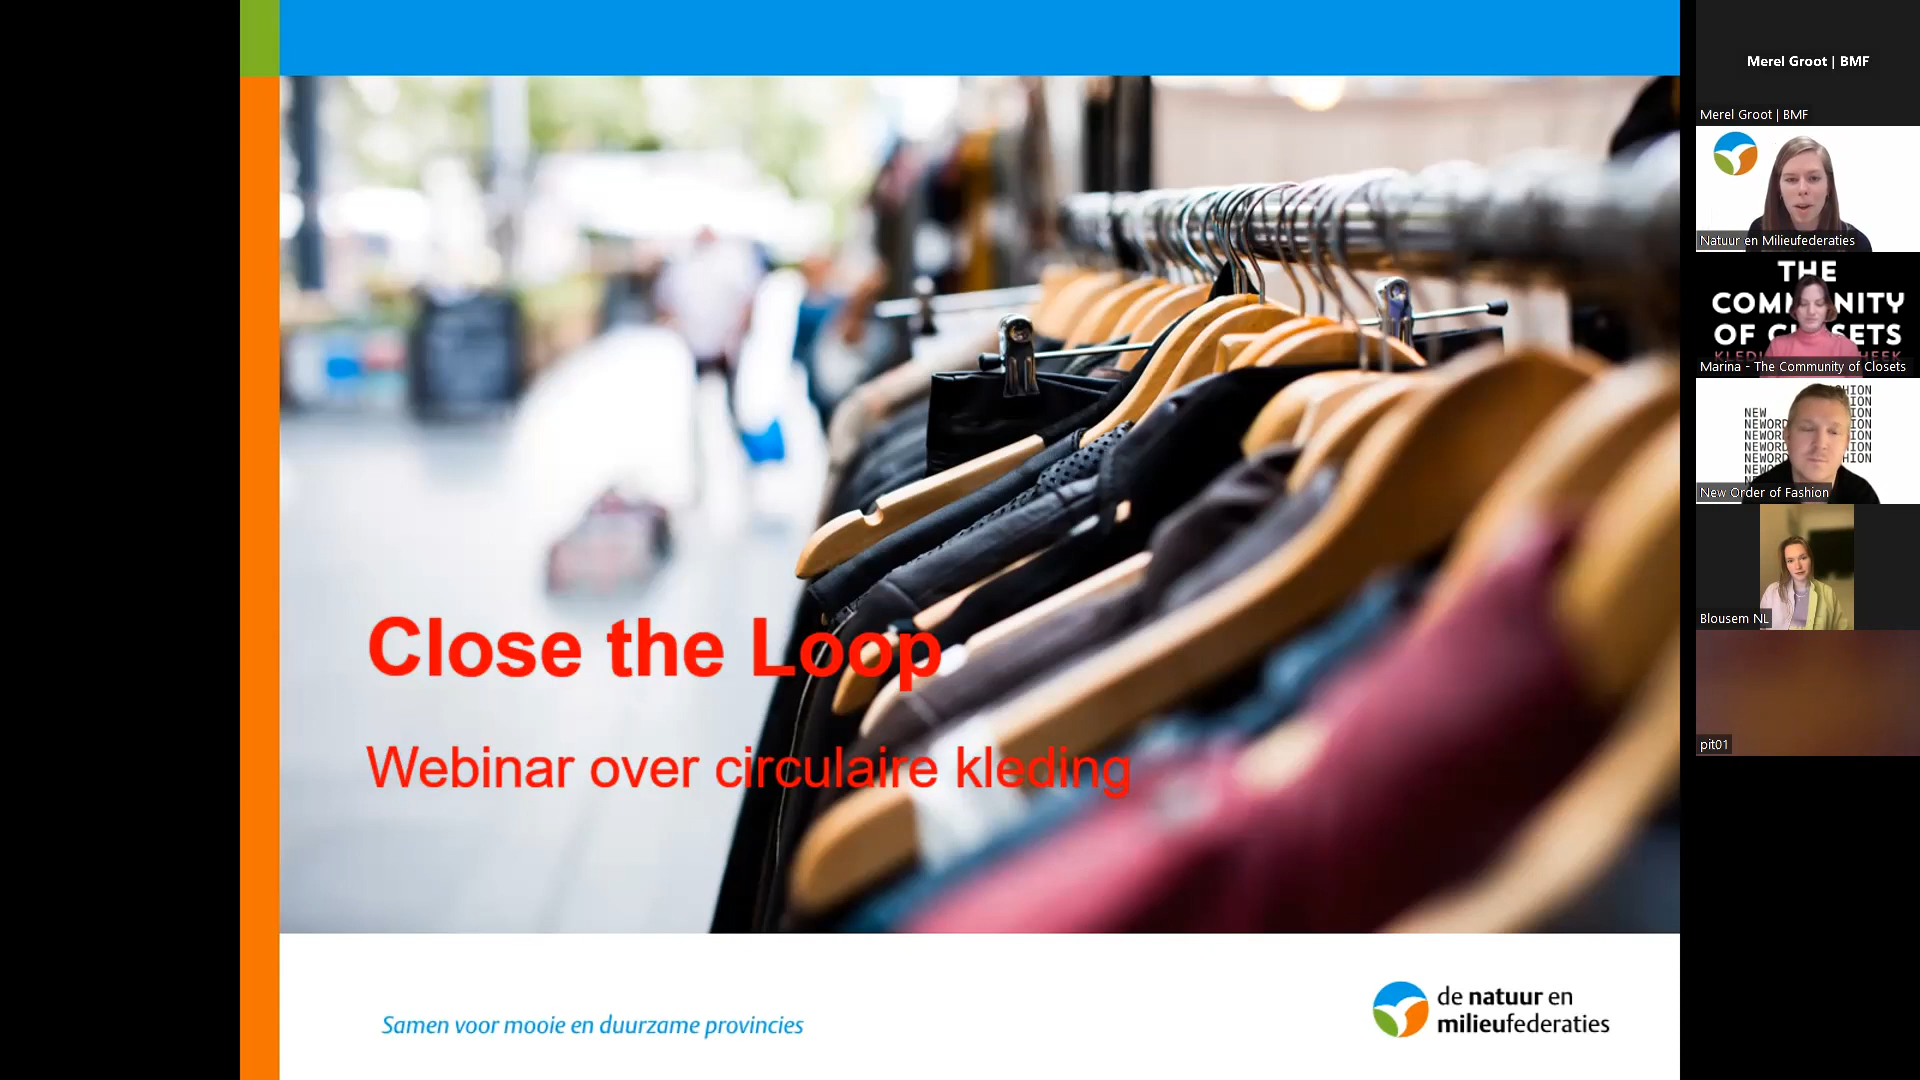 Close the Loop
Webinar over circulaire kleding
Samen voor mooie en duurzame provincies
de natuur en
milieufederaties
Merel Groot | BMF
Merel Groot | BMF
Natuur en Milieufederaties
THE
OF
Marina - The Community of Closets
NEW
New Order of Fashion
Blousem NL
pit01